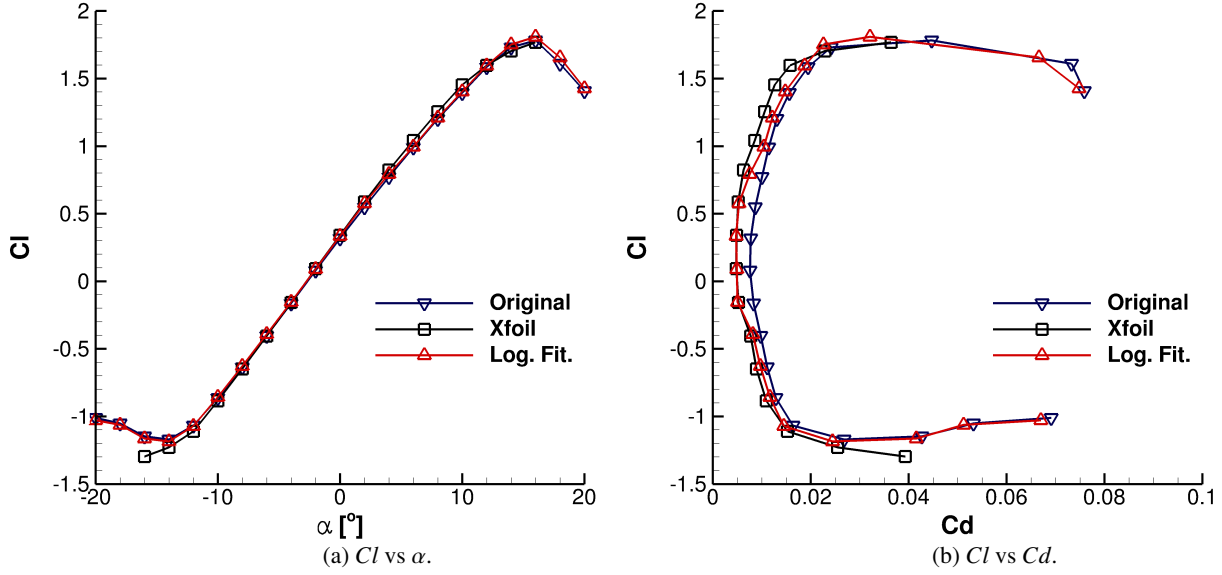 2
1.5
1
0.5
0
-0.5
-1
-1.5
Cl
-20
-10
0
10
20
α [°]
Original
Xfoil
Log. Fit.
(a) Cl vs α.
2
1.5
1
0.5
0
-0.5
-1
-1.5
Cl
0
0.02
0.04
0.06
0.08
0.1
Cd
Original
Xfoil
Log. Fit.
(b) Cl vs Cd.